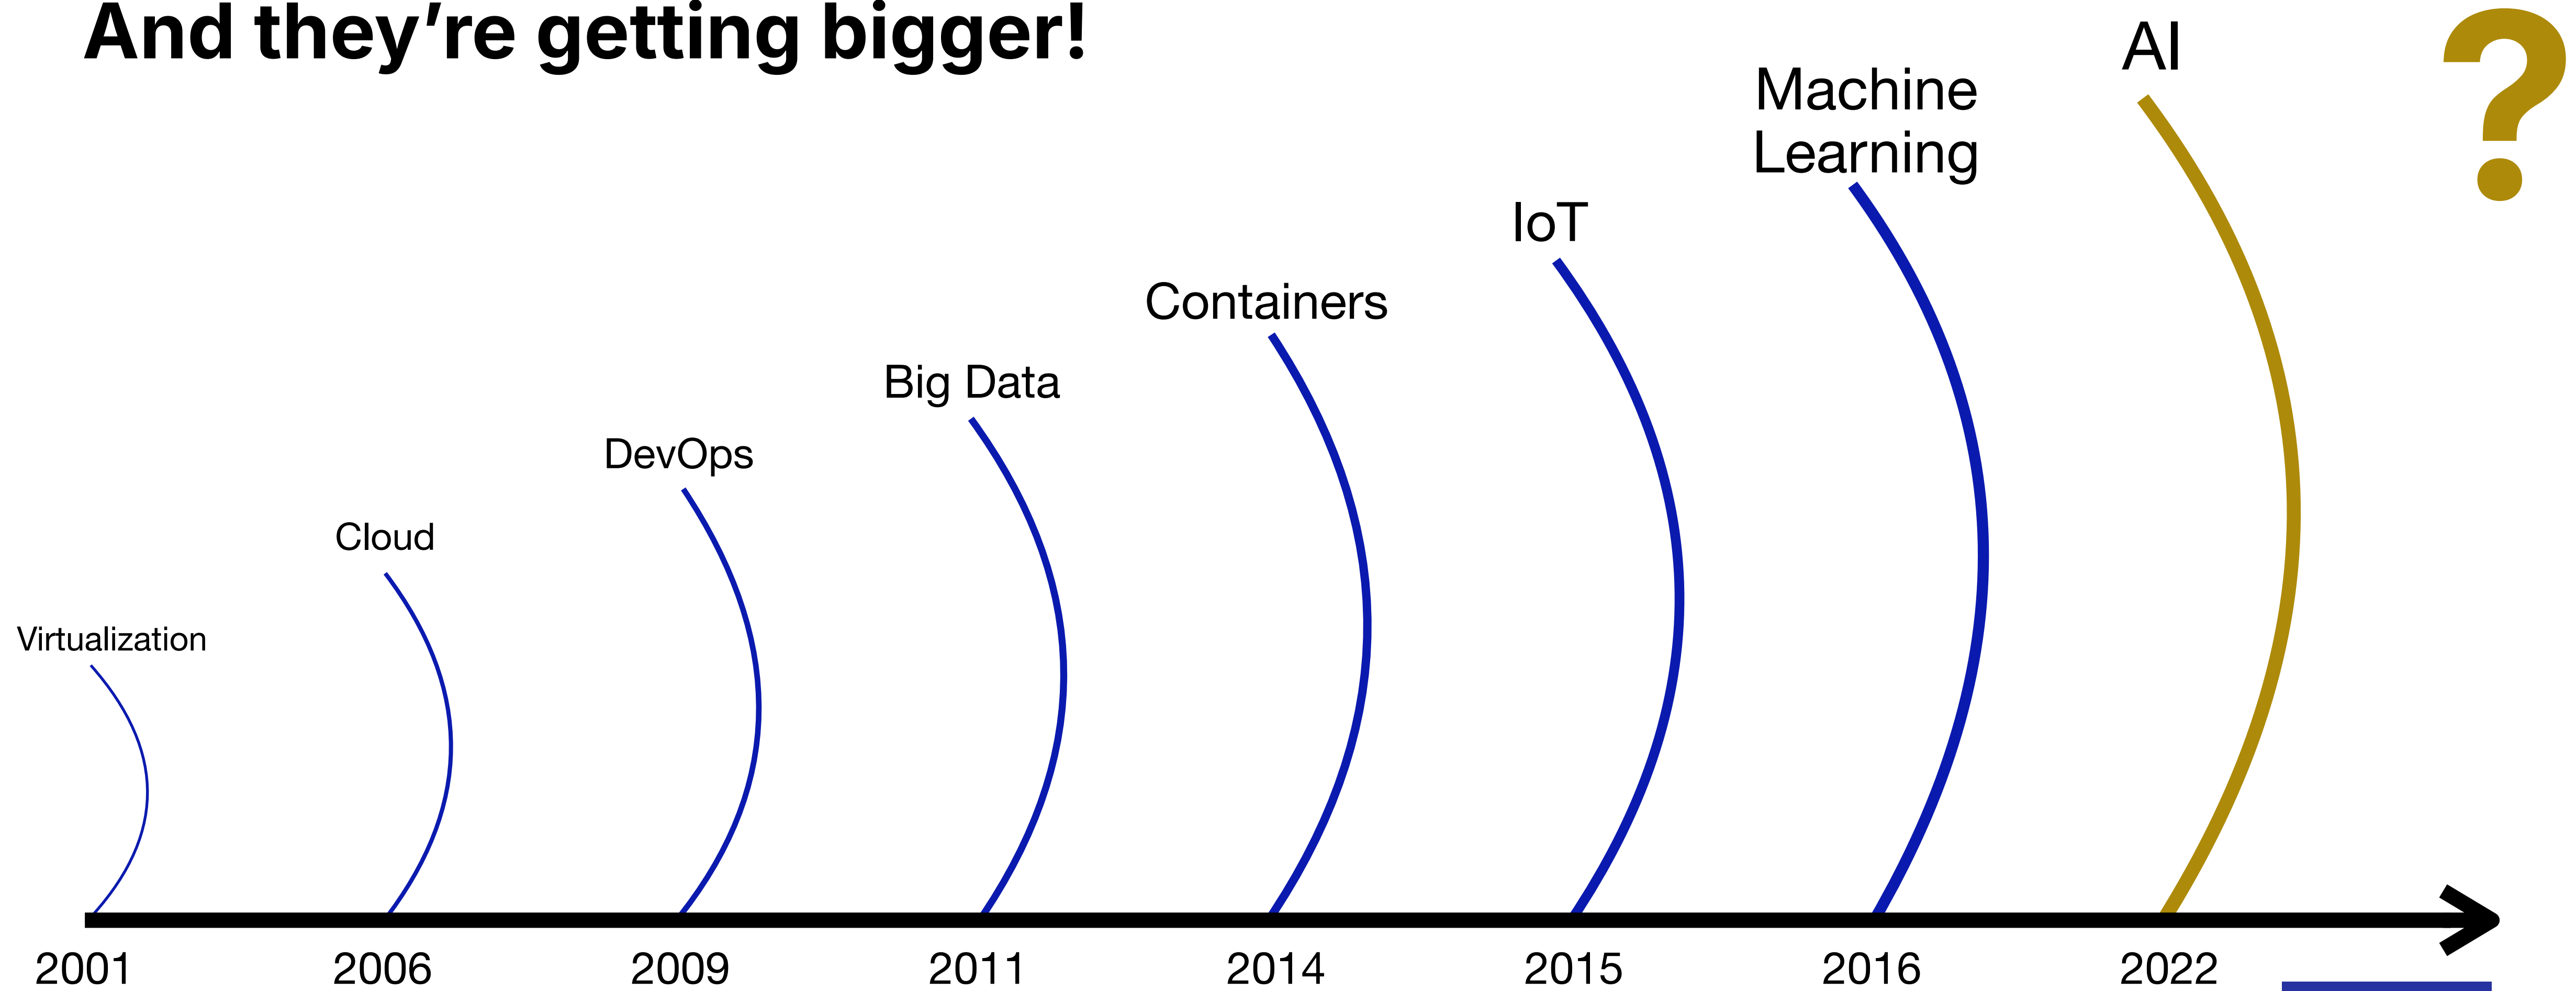 And they’re getting bigger!
AI
?
Machine
Learning
IoT
Containers
Big Data
DevOps
Cloud
Virtualization
2001 2006 2009 2011 2014 2015 2016 2022